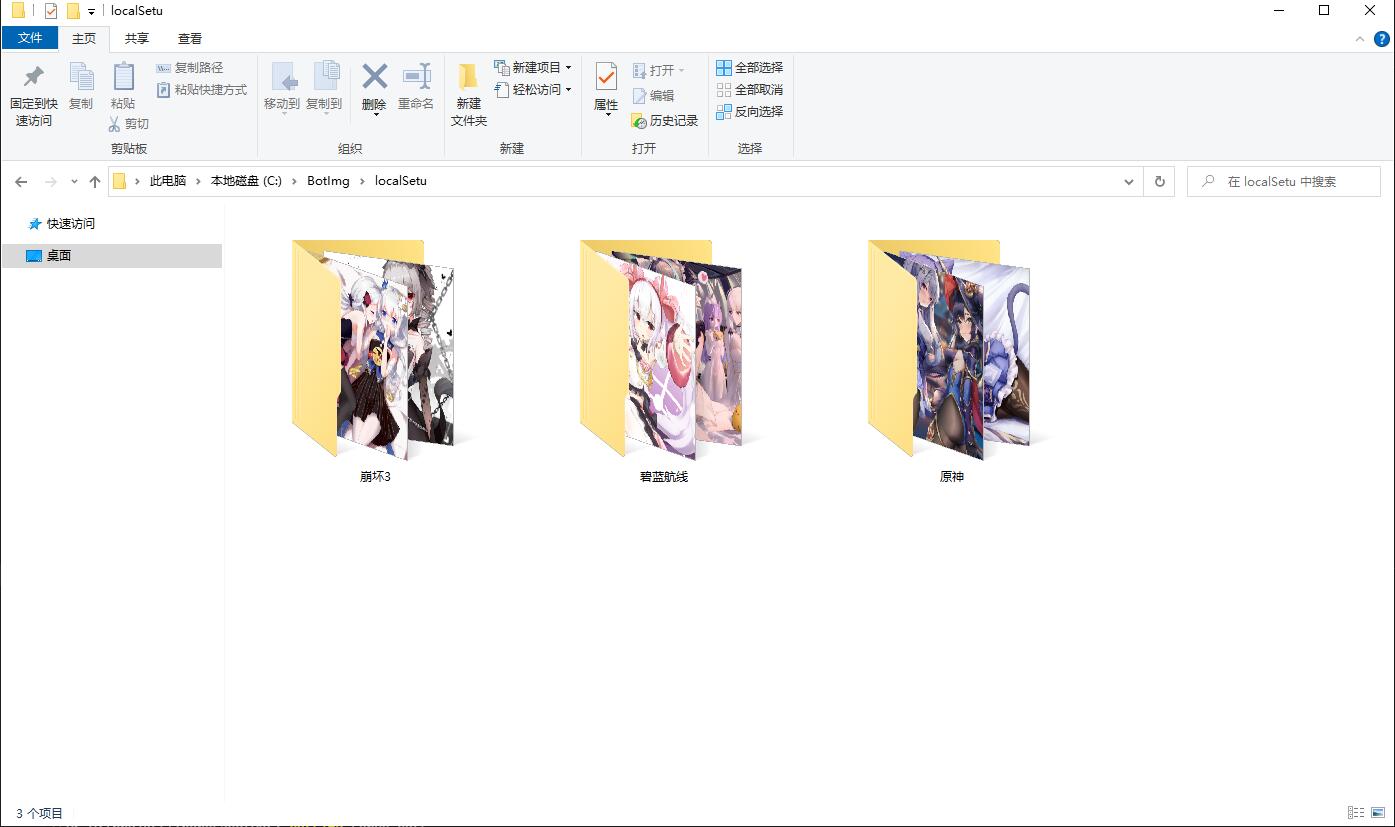 localSetu
文件 主页 共享 查看
固定到快速访问
复制
粘贴
复制路径
粘贴快捷方式
剪切
剪贴板
移动到
复制到
删除
重命名
组织
新建文件夹
新建项目
轻松访问
新建
属性
打开
编辑
历史记录
打开
全部选择
全部取消
反向选择
选择
此电脑 › 本地磁盘 (C:) › BotImg › localSetu
在 localSetu 中搜索
快速访问
桌面
崩坏3 碧蓝航线 原神
3 个项目